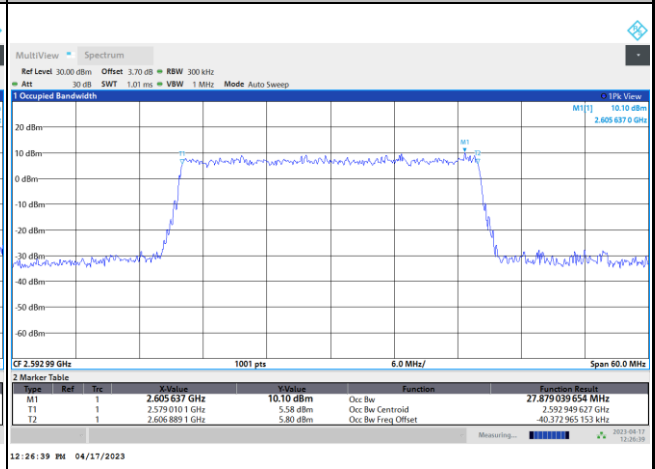 MultiView Spectrum
Ref Level 30.00 dBm Offset 3.70 dB RBW 300 kHz
Att 30 dB SWT 1.01 ms VBW 1 MHz Mode Auto Sweep
1 Occupied Bandwidth 1Pk View
M1[1] 10.10 dBm
2.605 637 0 GHz
20 dBm
M1
10 dBm
T1 T2
0 dBm
-10 dBm
-20 dBm
-30 dBm
-40 dBm
-50 dBm
-60 dBm
CF 2.592 99 GHz 1001 pts 6.0 MHz/ Span 60.0 MHz
2 Marker Table
Type Ref Trc X-Value Y-Value Function Function Result
M1 1 2.605 637 GHz 10.10 dBm Occ Bw 27.879 039 654 MHz
T1 1 2.579 010 1 GHz 5.58 dBm Occ Bw Centroid 2.592 949 627 GHz
T2 1 2.606 889 1 GHz 5.80 dBm Occ Bw Freq Offset -40.372 965 153 kHz
Measuring... 2023-04-17
12:26:39
12:26:39 PM 04/17/2023